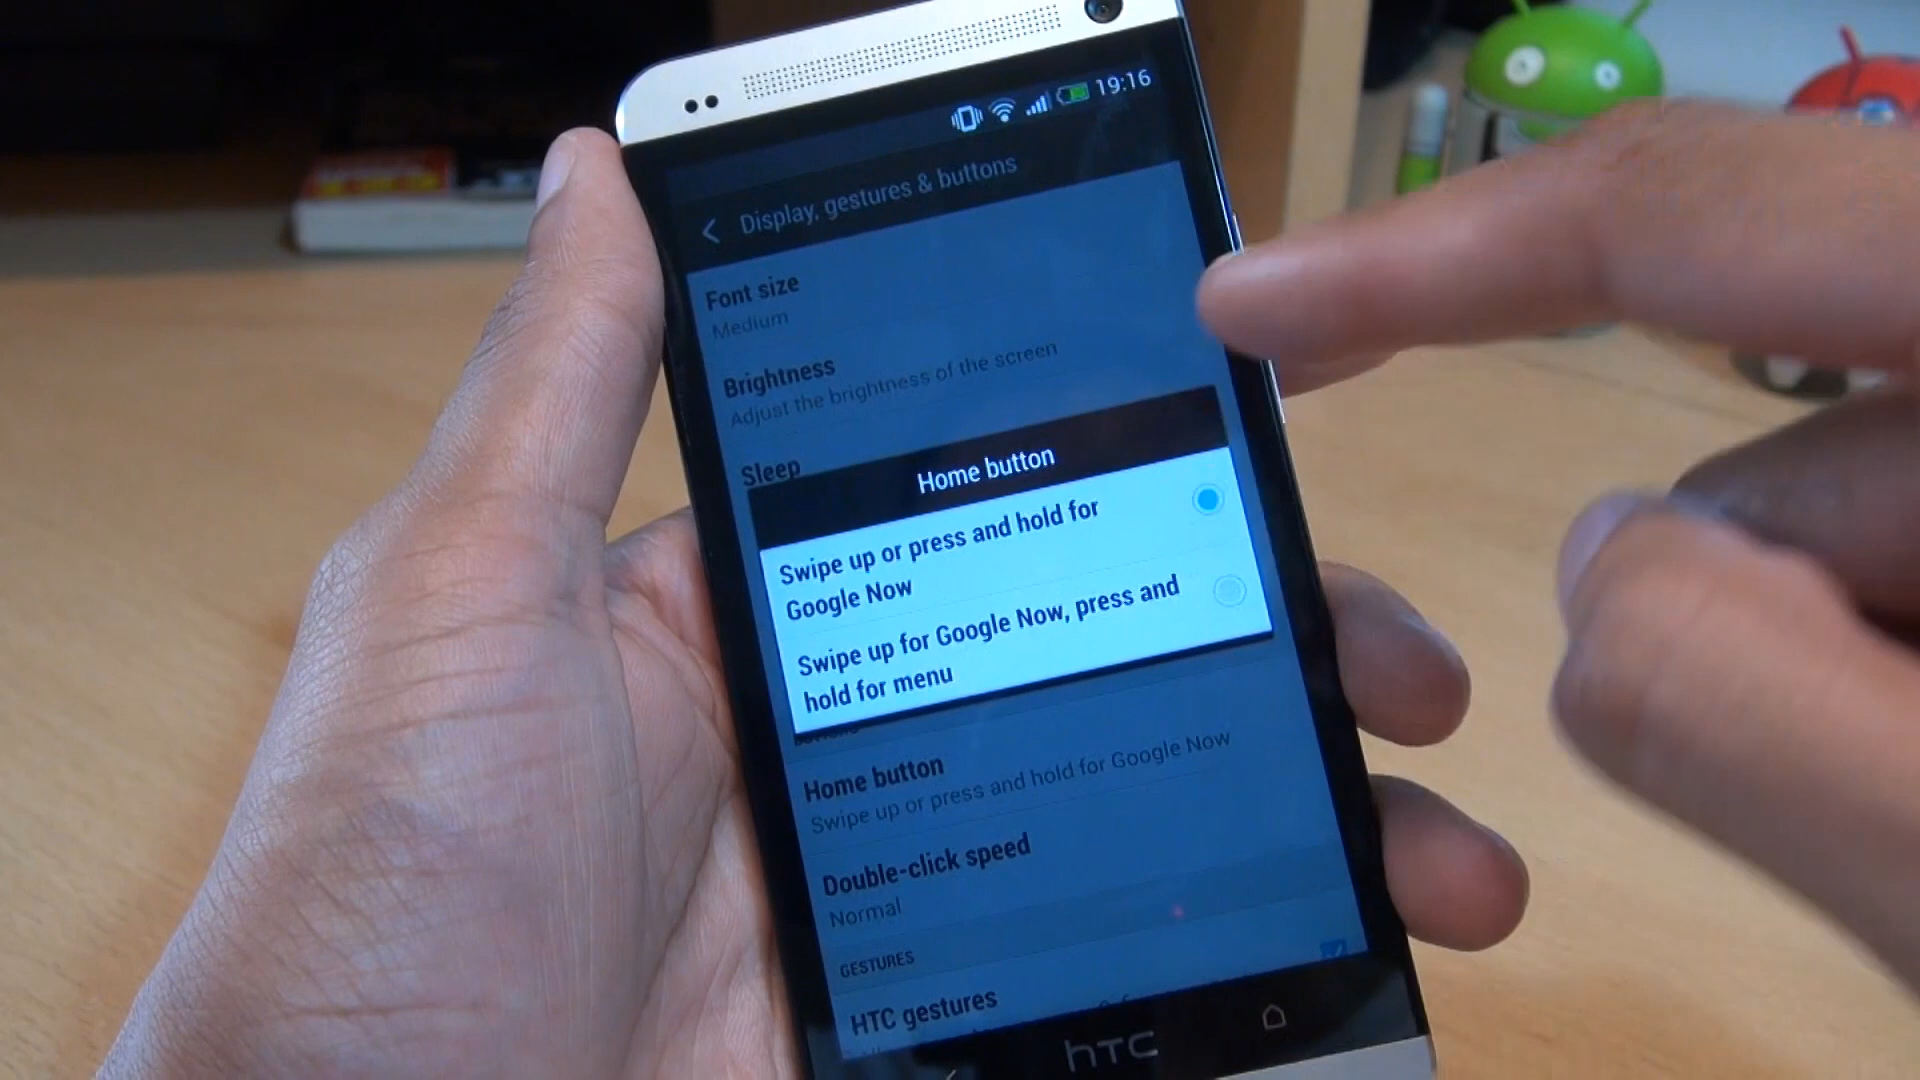 19:16
Display, gestures & buttons
Font size
Medium
Brightness
Adjust the brightness of the screen
Sleep
Home button
Swipe up or press and hold for
Google Now
Swipe up for Google Now, press and
hold for menu
Home button
Swipe up or press and hold for Google Now
Double-click speed
Normal
GESTURES
HTC gestures
hTC